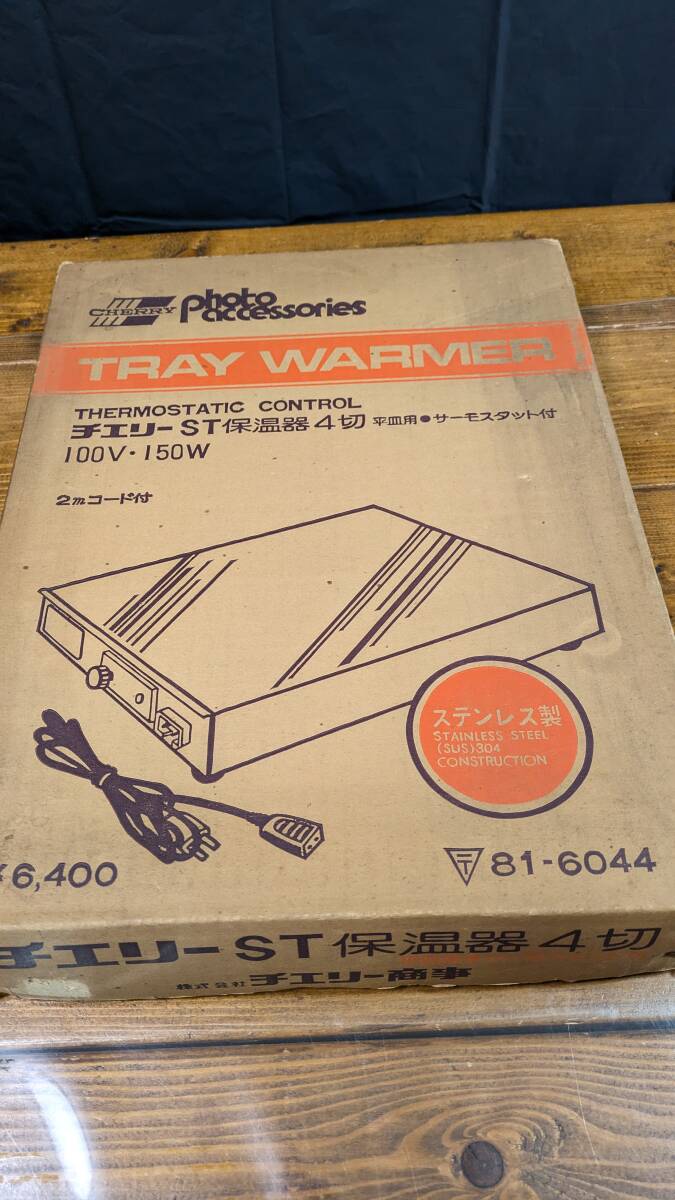 CHERRY photo accessories
TRAY WARMER
THERMOSTATIC CONTROL
チエリーST保温器4切 平皿用●サーモスタット付
100V・150W
2mコード付
ステンレス製
STAINLESS STEEL
(SUS)304
CONSTRUCTION
¥6,400
〒 81-6044
チエリーST保温器4切
株式会社チエリー商事